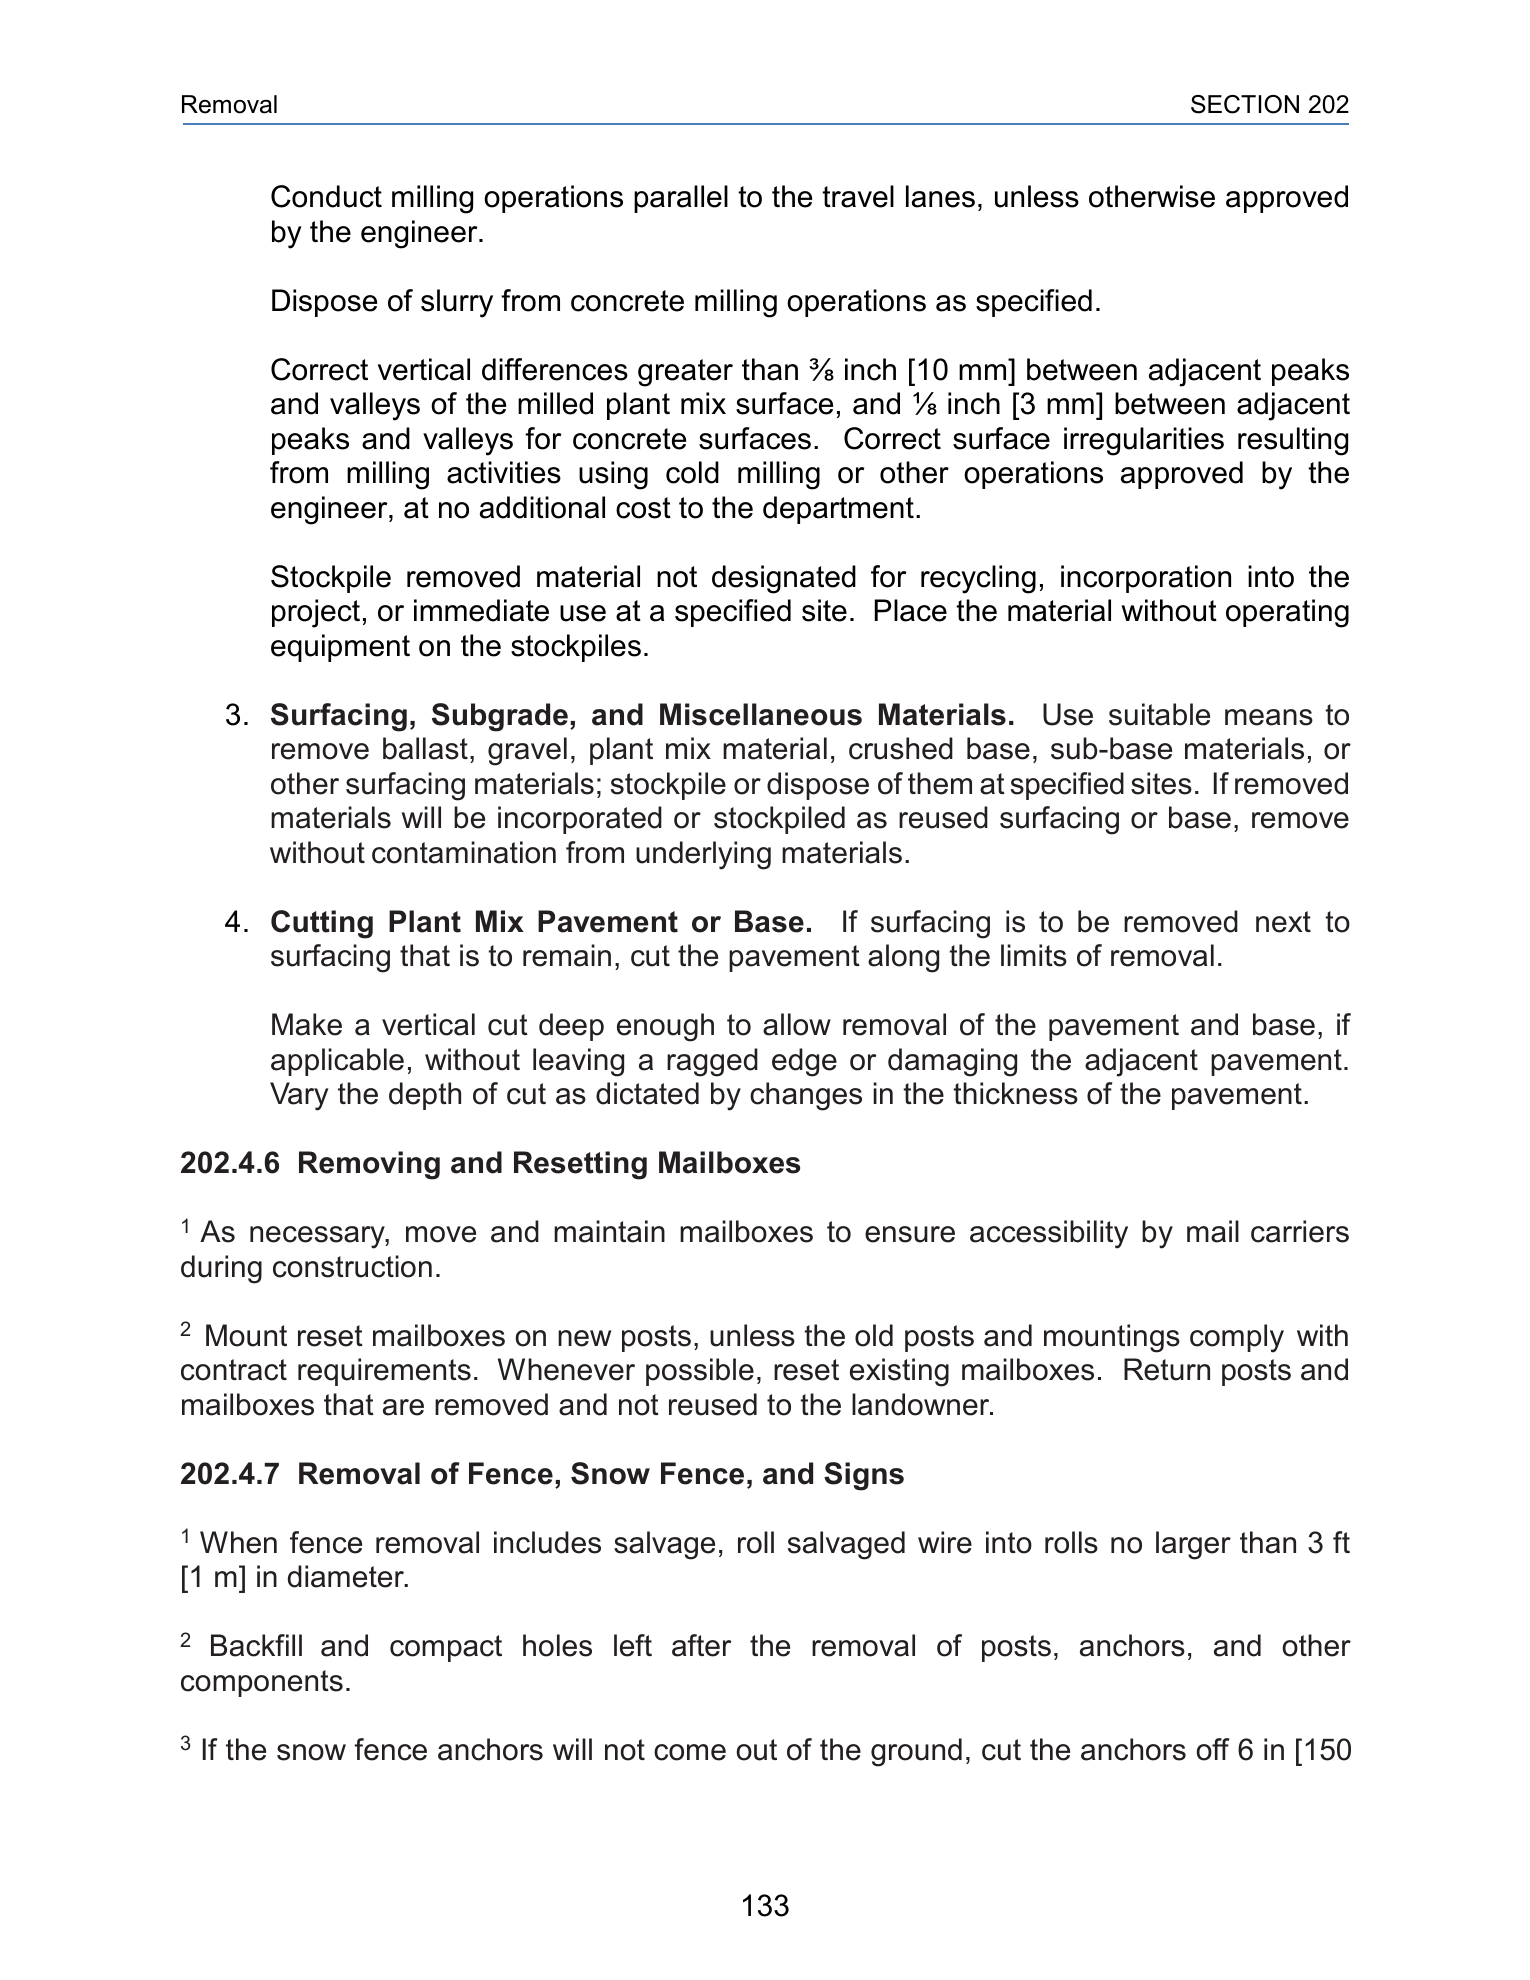 Removal SECTION 202
Conduct milling operations parallel to the travel lanes, unless otherwise approved
by the engineer.
Dispose of slurry from concrete milling operations as specified.
Correct vertical differences greater than ⅜ inch [10 mm] between adjacent peaks
and valleys of the milled plant mix surface, and ⅛ inch [3 mm] between adjacent
peaks and valleys for concrete surfaces. Correct surface irregularities resulting
from milling activities using cold milling or other operations approved by the
engineer, at no additional cost to the department.
Stockpile removed material not designated for recycling, incorporation into the
project, or immediate use at a specified site. Place the material without operating
equipment on the stockpiles.
3. Surfacing, Subgrade, and Miscellaneous Materials. Use suitable means to
remove ballast, gravel, plant mix material, crushed base, sub-base materials, or
other surfacing materials; stockpile or dispose of them at specified sites. If removed
materials will be incorporated or stockpiled as reused surfacing or base, remove
without contamination from underlying materials.
4. Cutting Plant Mix Pavement or Base. If surfacing is to be removed next to
surfacing that is to remain, cut the pavement along the limits of removal.
Make a vertical cut deep enough to allow removal of the pavement and base, if
applicable, without leaving a ragged edge or damaging the adjacent pavement.
Vary the depth of cut as dictated by changes in the thickness of the pavement.
202.4.6 Removing and Resetting Mailboxes
¹ As necessary, move and maintain mailboxes to ensure accessibility by mail carriers
during construction.
² Mount reset mailboxes on new posts, unless the old posts and mountings comply with
contract requirements. Whenever possible, reset existing mailboxes. Return posts and
mailboxes that are removed and not reused to the landowner.
202.4.7 Removal of Fence, Snow Fence, and Signs
¹ When fence removal includes salvage, roll salvaged wire into rolls no larger than 3 ft
[1 m] in diameter.
² Backfill and compact holes left after the removal of posts, anchors, and other
components.
³ If the snow fence anchors will not come out of the ground, cut the anchors off 6 in [150
133